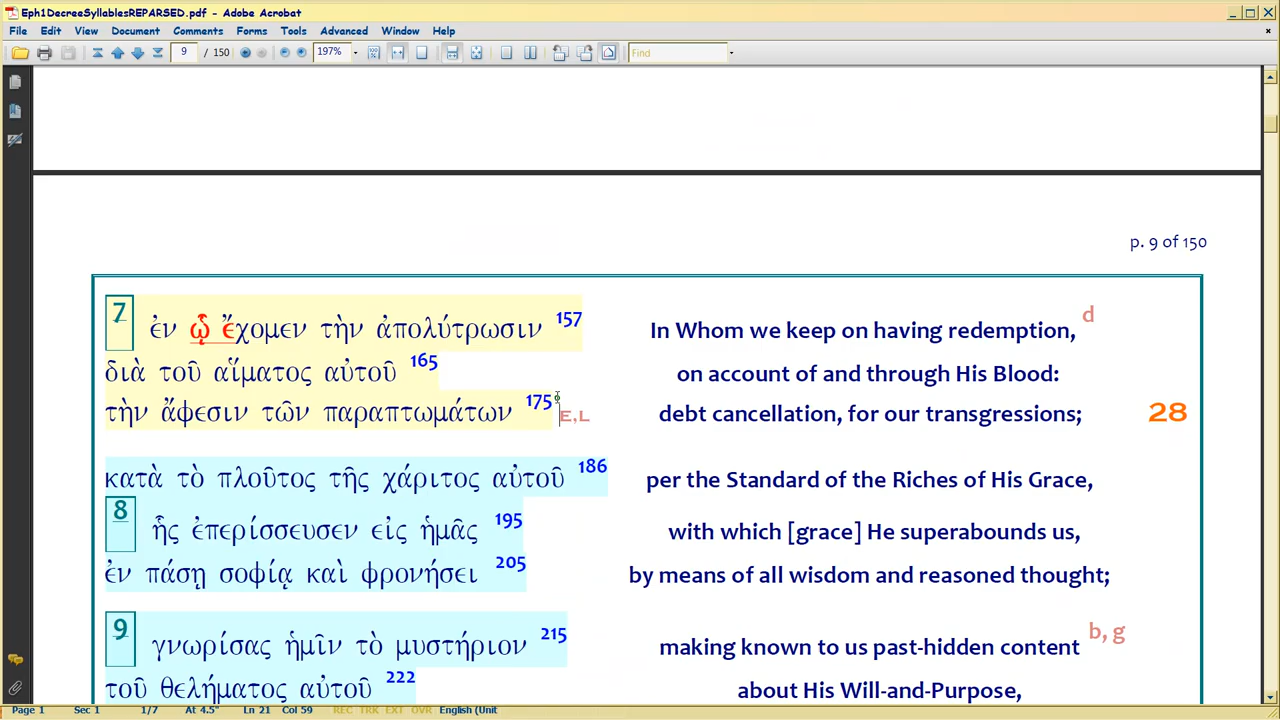 Eph1DecreeSyllablesREPARSED.pdf - Adobe Acrobat
File Edit View Document Comments Forms Tools Advanced Window Help
9 / 150 197% Find
p. 9 of 150
7 ἐν ᾧ ἔχομεν τὴν ἀπολύτρωσιν 157 In Whom we keep on having redemption, d
διὰ τοῦ αἵματος αὐτοῦ 165 on account of and through His Blood:
τὴν ἄφεσιν τῶν παραπτωμάτων 175 E,L debt cancellation, for our transgressions; 28
κατὰ τὸ πλοῦτος τῆς χάριτος αὐτοῦ 186 per the Standard of the Riches of His Grace,
8 ἧς ἐπερίσσευσεν εἰς ἡμᾶς 195 with which [grace] He superabounds us,
ἐν πάσῃ σοφίᾳ καὶ φρονήσει 205 by means of all wisdom and reasoned thought;
9 γνωρίσας ἡμῖν τὸ μυστήριον 215 making known to us past-hidden content b, g
τοῦ θελήματος αὐτοῦ 222 about His Will-and-Purpose,
Page 1 Sec 1 1/7 At 4.5" Ln 21 Col 59 REC TRK EXT OVR English (Unit